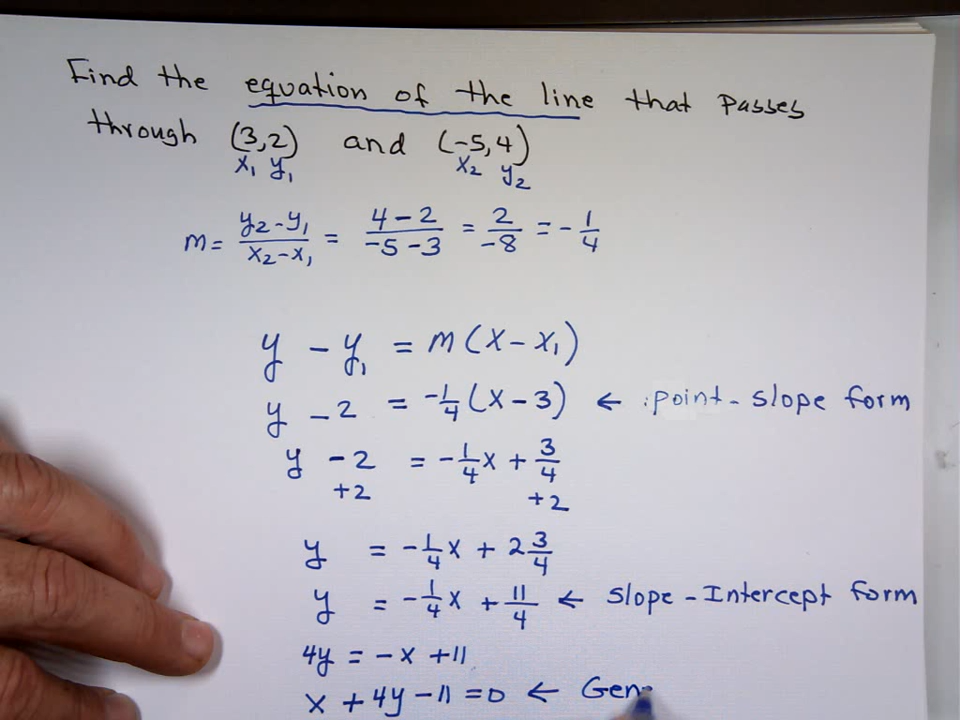 Find the equation of the line that passes
through (3,2) and (-5,4)
x₁ y₁ x₂ y₂
m = (y₂-y₁)/(x₂-x₁) = (4-2)/(-5-3) = 2/-8 = -1/4
y - y₁ = m(x-x₁)
y - 2 = -1/4(x-3) ← point-slope form
y - 2 = -1/4x + 3/4
+2 +2
y = -1/4x + 2 3/4
y = -1/4x + 11/4 ← slope-Intercept form
4y = -x +11
x + 4y - 11 = 0 ← Gen